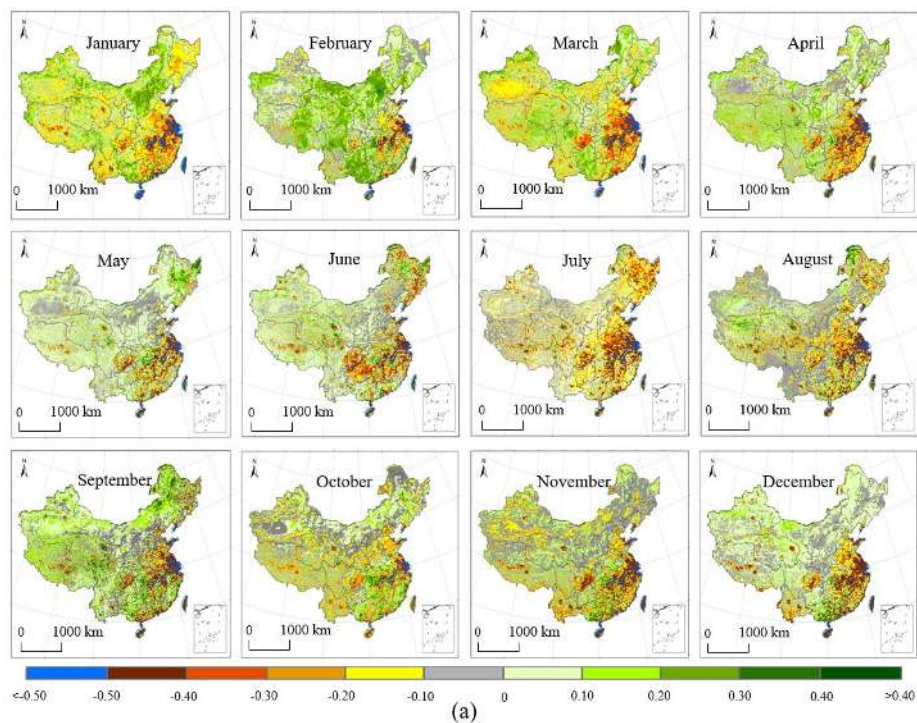 N
January
0 1000 km
N
February
0 1000 km
N
March
0 1000 km
N
April
0 1000 km
N
May
0 1000 km
N
June
0 1000 km
N
July
0 1000 km
N
August
0 1000 km
N
September
0 1000 km
N
October
0 1000 km
N
November
0 1000 km
N
December
0 1000 km
<-0.50 -0.50 -0.40 -0.30 -0.20 -0.10 0 0.10 0.20 0.30 0.40 >0.40
(a)